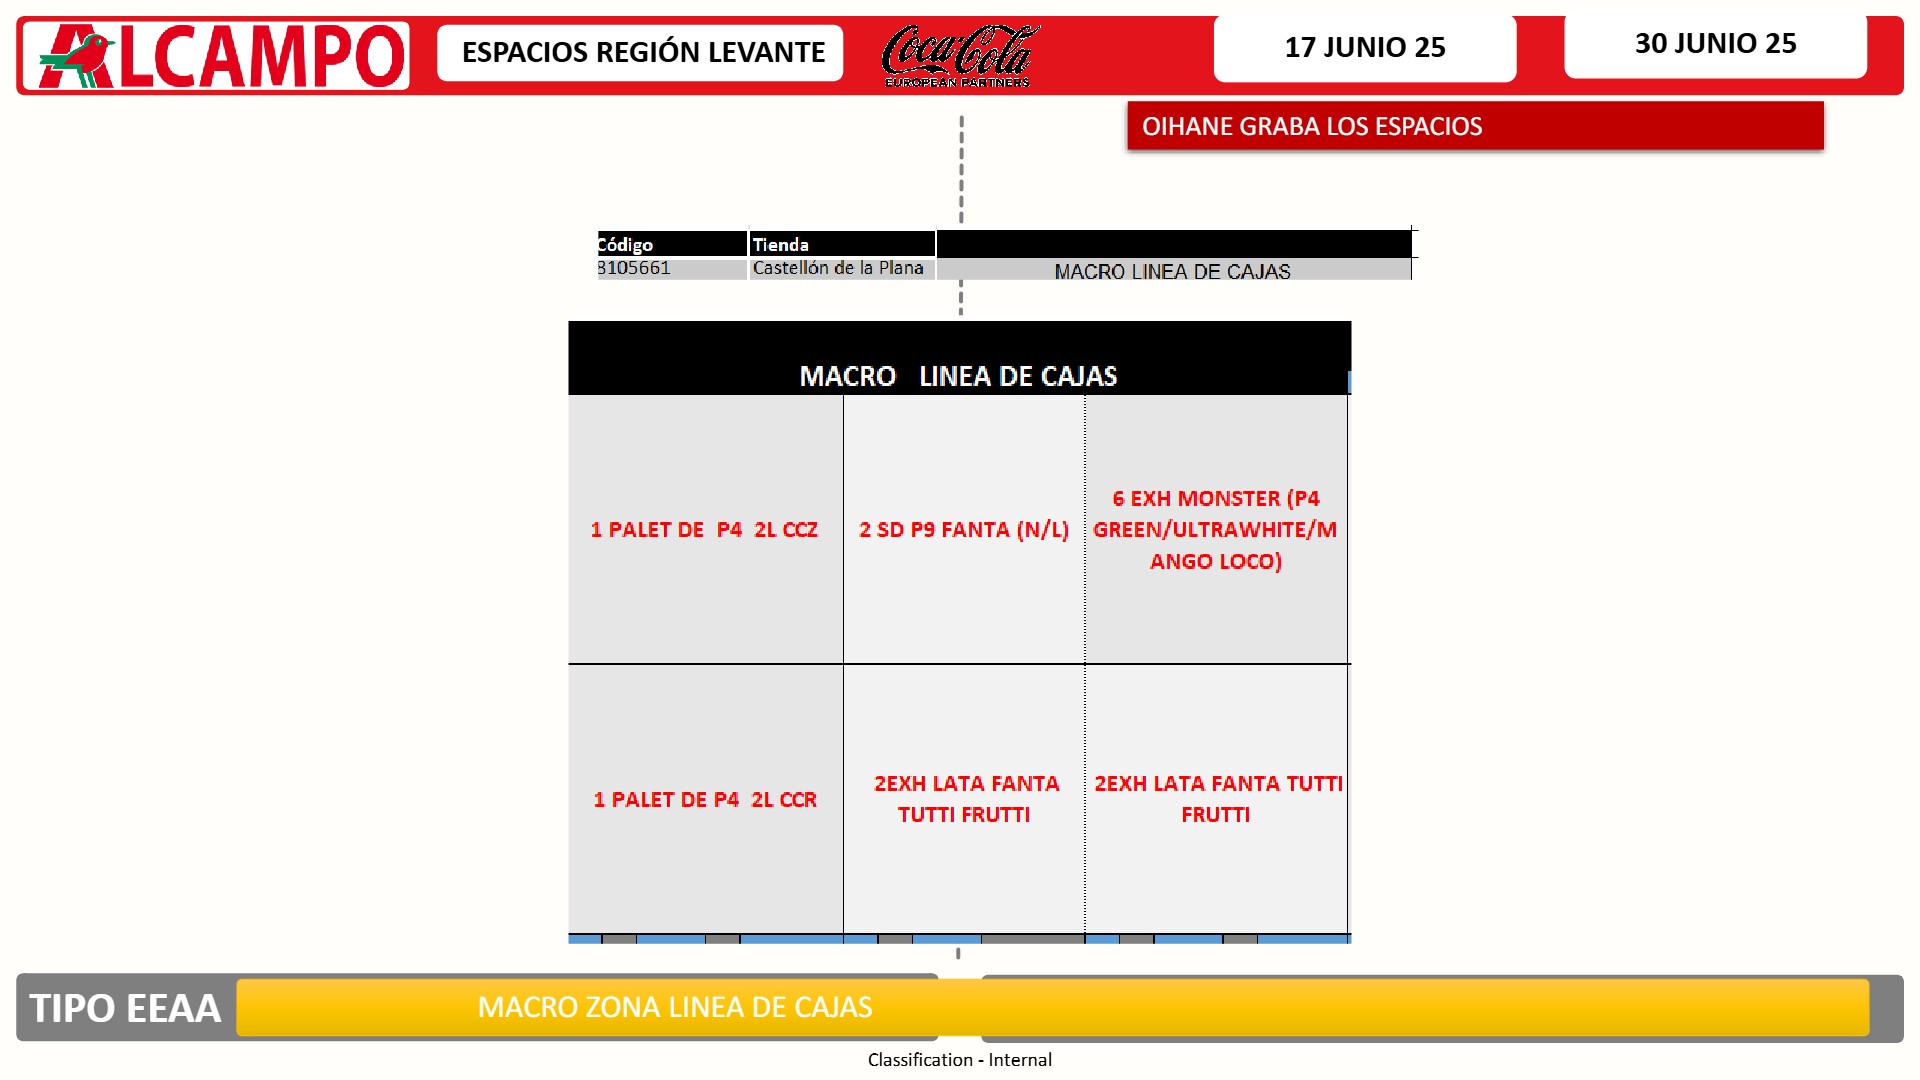 ALCAMPO
ESPACIOS REGIÓN LEVANTE
Coca-Cola
EUROPEAN PARTNERS
17 JUNIO 25
30 JUNIO 25
OIHANE GRABA LOS ESPACIOS
Código Tienda
8105661 Castellón de la Plana MACRO LINEA DE CAJAS
MACRO LINEA DE CAJAS
1 PALET DE P4 2L CCZ
2 SD P9 FANTA (N/L)
6 EXH MONSTER (P4
GREEN/ULTRAWHITE/M
ANGO LOCO)
1 PALET DE P4 2L CCR
2EXH LATA FANTA
TUTTI FRUTTI
2EXH LATA FANTA TUTTI
FRUTTI
TIPO EEAA
MACRO ZONA LINEA DE CAJAS
Classification - Internal